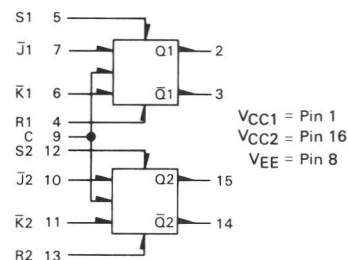 S1 5
J̅1 7
Q1 2
K̅1 6
Q̅1 3
R1 4
C 9
S2 12
J̅2 10
Q2 15
K̅2 11
Q̅2 14
R2 13
VCC1 = Pin 1
VCC2 = Pin 16
VEE = Pin 8